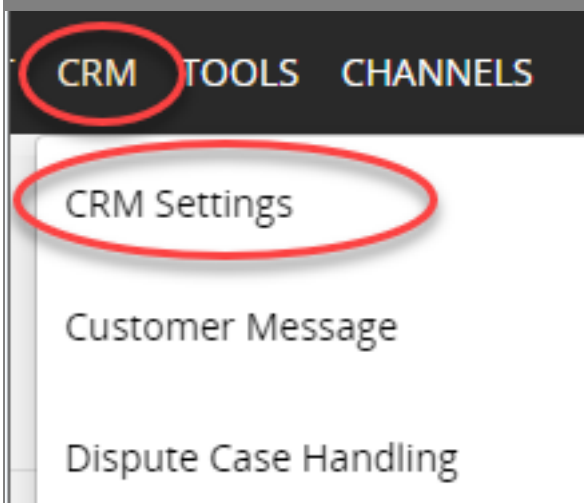 CRM TOOLS CHANNELS
CRM Settings
Customer Message
Dispute Case Handling